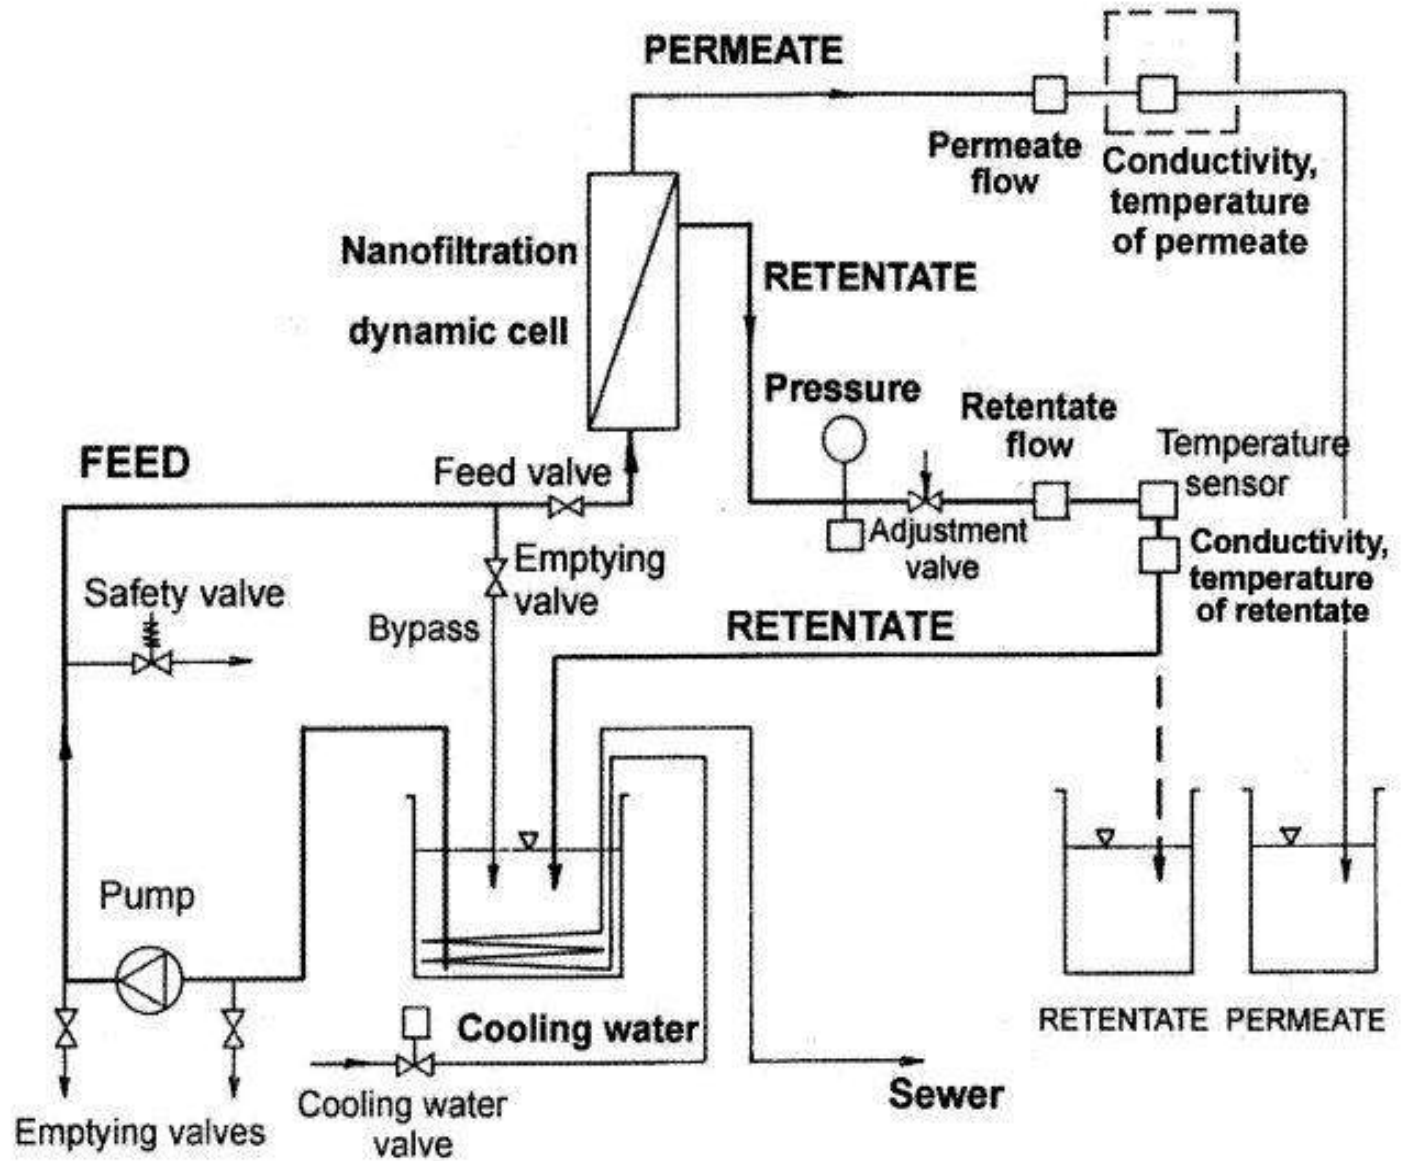 PERMEATE
Permeate
flow
Conductivity,
temperature
of permeate
Nanofiltration
dynamic cell
RETENTATE
Pressure
Retentate
flow
Temperature
sensor
FEED
Feed valve
Adjustment
valve
Conductivity,
temperature
of retentate
Emptying
valve
Safety valve
Bypass
RETENTATE
Pump
RETENTATE
PERMEATE
Cooling water
Cooling water
valve
Sewer
Emptying valves